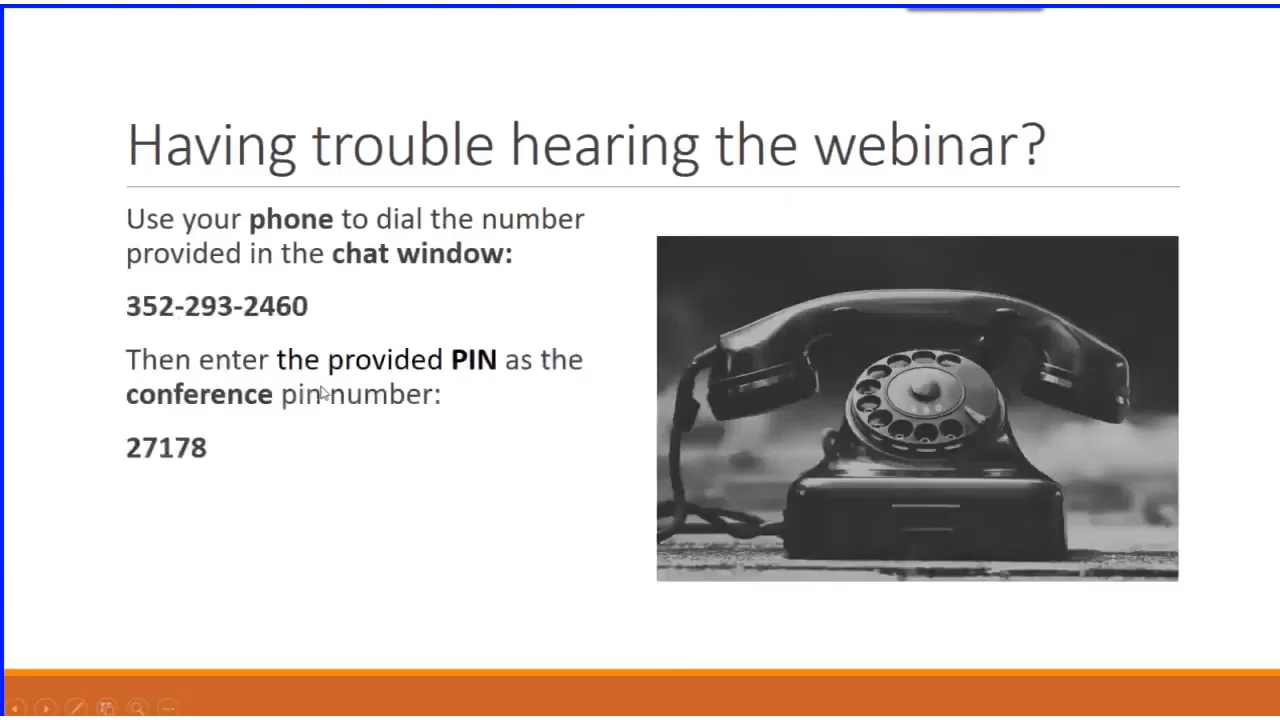 Having trouble hearing the webinar?
Use your phone to dial the number
provided in the chat window:
352-293-2460
Then enter the provided PIN as the
conference pin number:
27178